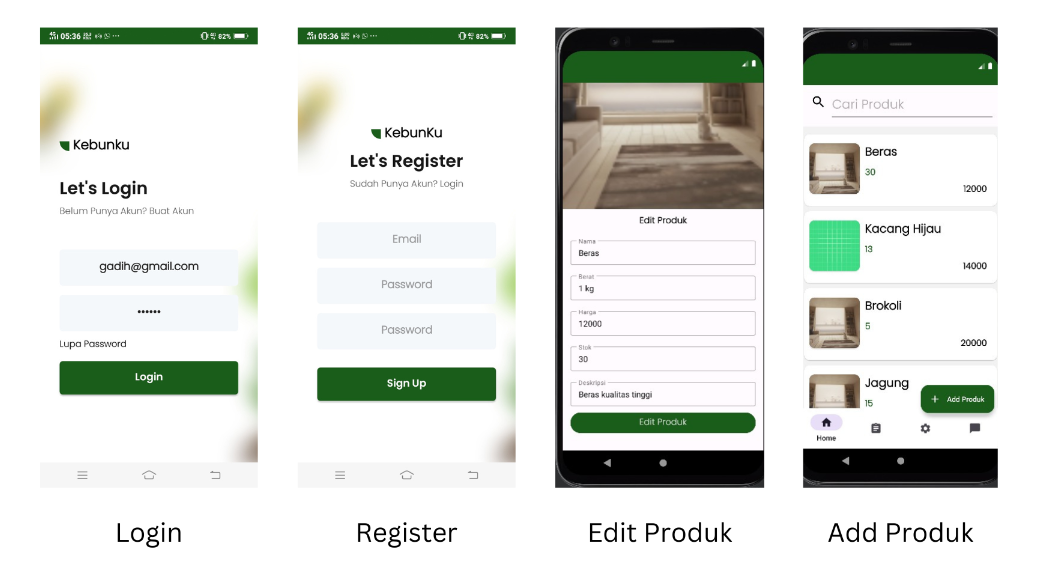 05:36
82%
KebunKu
Let's Login
Belum Punya Akun? Buat Akun
gadih@gmail.com
••••••
Lupa Password
Login
Login
05:36
82%
KebunKu
Let's Register
Sudah Punya Akun? Login
Email
Password
Password
Sign Up
Register
Edit Produk
Nama
Beras
Berat
1 kg
Harga
12000
Stok
30
Deskripsi
Beras kualitas tinggi
Edit Produk
Edit Produk
Cari Produk
Beras
30
12000
Kacang Hijau
13
14000
Brokoli
5
20000
Jagung
15
+ Add Produk
Home
Add Produk